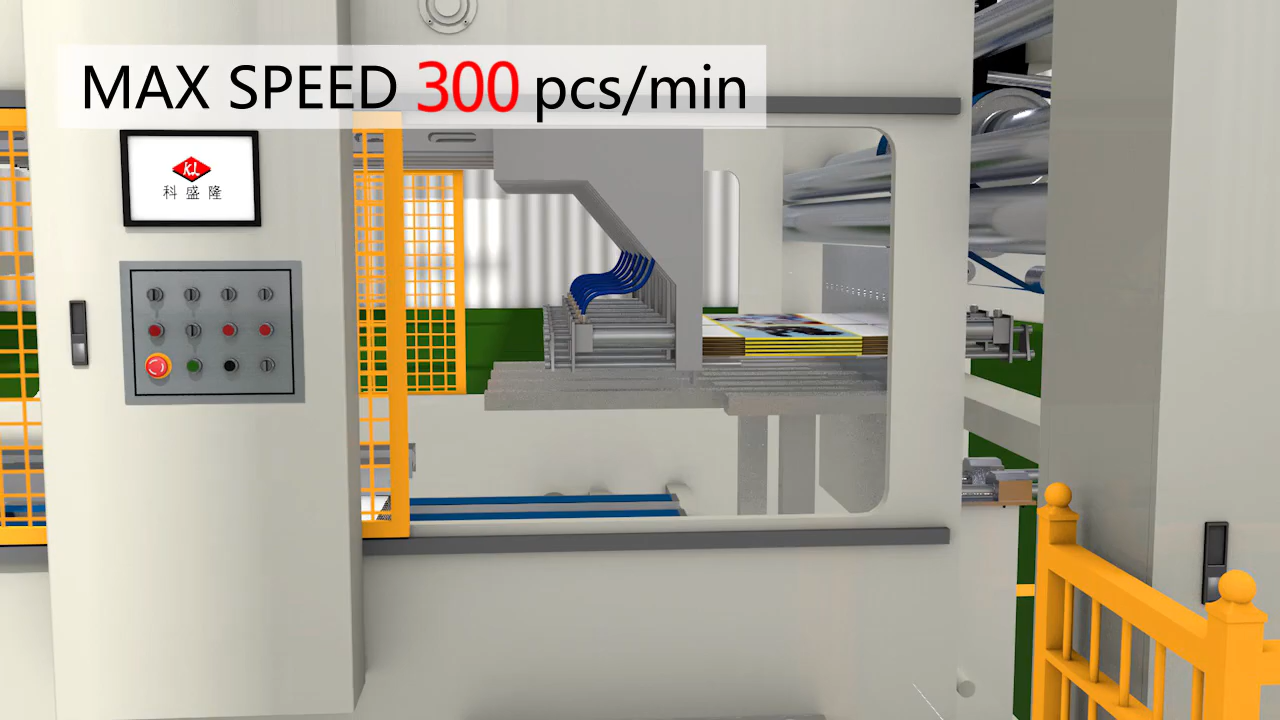 MAX SPEED 300 pcs/min
KL
科盛隆